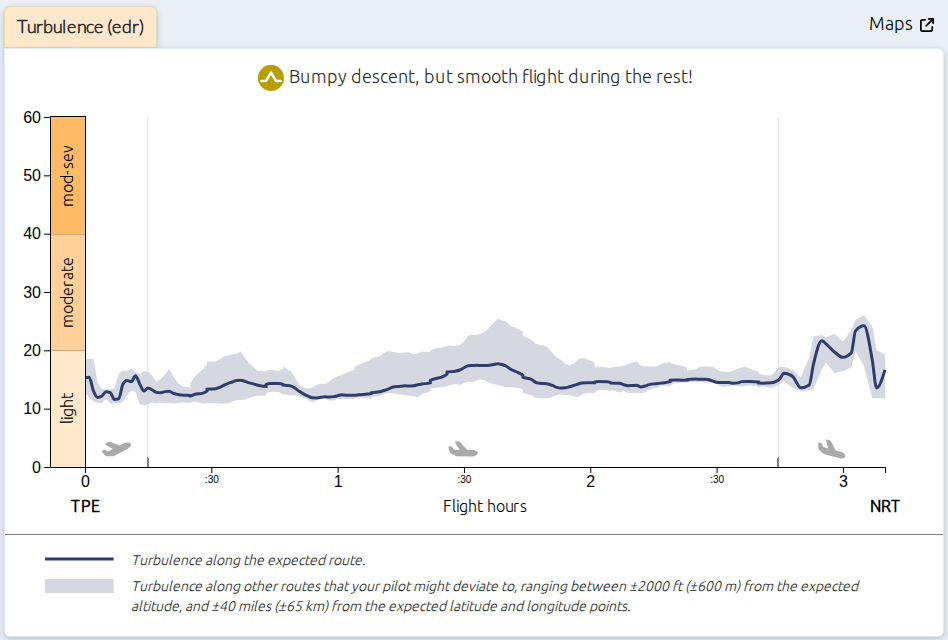 Turbulence (edr)
Maps
Bumpy descent, but smooth flight during the rest!
60
50
40
30
20
10
0
mod-sev
moderate
light
0 :30 1 :30 2 :30 3
TPE Flight hours NRT
Turbulence along the expected route.
Turbulence along other routes that your pilot might deviate to, ranging between ±2000 ft (±600 m) from the expected
altitude, and ±40 miles (±65 km) from the expected latitude and longitude points.